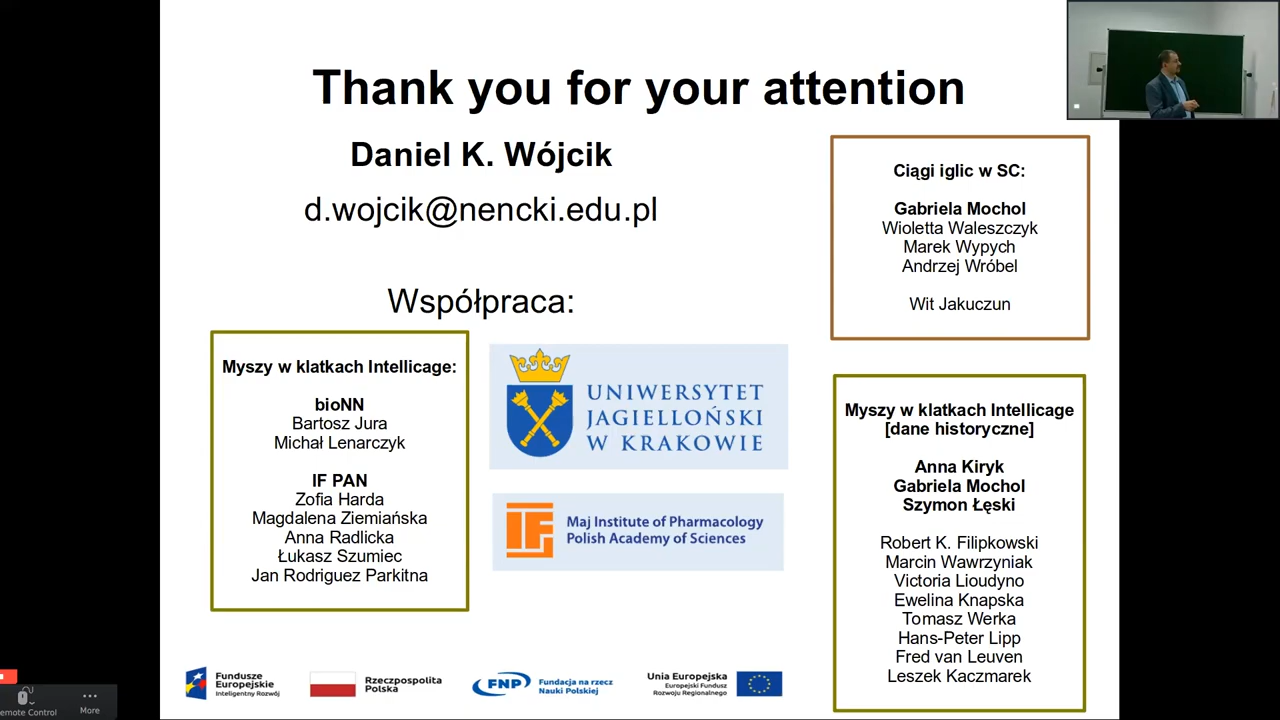 Thank you for your attention
Daniel K. Wójcik
d.wojcik@nencki.edu.pl
Współpraca:
Ciągi iglic w SC:
Gabriela Mochol
Wioletta Waleszczyk
Marek Wypych
Andrzej Wróbel
Wit Jakuczun
Myszy w klatkach Intellicage:
bioNN
Bartosz Jura
Michał Lenarczyk
IF PAN
Zofia Harda
Magdalena Ziemiańska
Anna Radlicka
Łukasz Szumiec
Jan Rodriguez Parkitna
UNIWERSYTET
JAGIELLOŃSKI
W KRAKOWIE
IF
Maj Institute of Pharmacology
Polish Academy of Sciences
Myszy w klatkach Intellicage
[dane historyczne]
Anna Kiryk
Gabriela Mochol
Szymon Łęski
Robert K. Filipkowski
Marcin Wawrzyniak
Victoria Lioudyno
Ewelina Knapska
Tomasz Werka
Hans-Peter Lipp
Fred van Leuven
Leszek Kaczmarek
Fundusze
Europejskie
Inteligentny Rozwój
Rzeczpospolita
Polska
FNP
Fundacja na rzecz
Nauki Polskiej
Unia Europejska
Europejski Fundusz
Rozwoju Regionalnego
emote Control
More